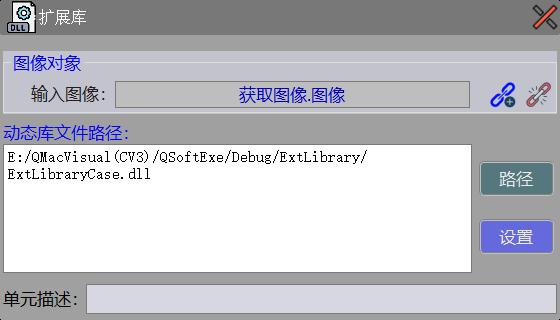 DLL 扩展库
图像对象
输入图像: 获取图像.图像
动态库文件路径:
E:/QMacVisual(CV3)/QSoftExe/Debug/ExtLibrary/
ExtLibraryCase.dll
路径
设置
单元描述: